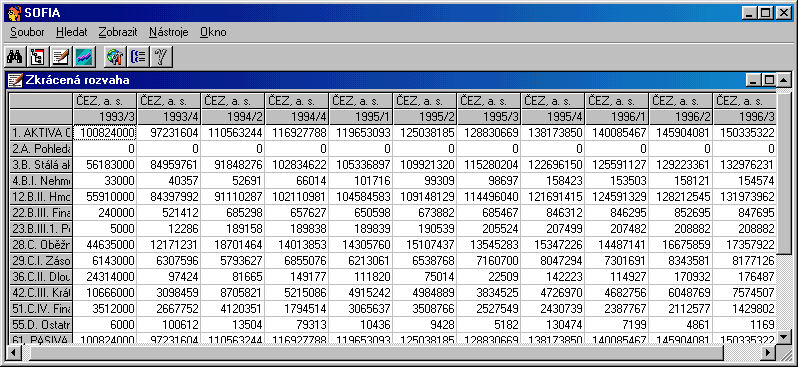 SOFIA
Soubor Hledat Zobrazit Nástroje Okno
Zkrácená rozvaha
ČEZ, a. s. ČEZ, a. s. ČEZ, a. s. ČEZ, a. s. ČEZ, a. s. ČEZ, a. s. ČEZ, a. s. ČEZ, a. s. ČEZ, a. s. ČEZ, a. s. ČEZ, a. s.
1993/3 1993/4 1994/2 1994/4 1995/1 1995/2 1995/3 1995/4 1996/1 1996/2 1996/3
1. AKTIVA C 100824000 97231604 110563244 116927788 119653093 125038185 128830669 138173850 140085467 145904081 150335322
2.A. Pohledá 0 0 0 0 0 0 0 0 0 0 0
3.B. Stálá ak 56183000 84959761 91848276 102834622 105336897 109921320 115280204 122696150 125591127 129223361 132976231
4.B.I. Nehmo 33000 40357 52691 66014 101716 99309 98697 158423 153503 158121 154574
12.B.II. Hmo 55910000 84397992 91110287 102110981 104584583 109148129 114496040 121691415 124591329 128212545 131973962
22.B.III. Fina 240000 521412 685298 657627 650598 673882 685467 846312 846295 852695 847695
23.B.III.1. Po 5000 12286 189158 189838 189839 190539 205524 207499 207482 208882 208882
28.C. Oběžn 44635000 12171231 18701464 14013853 14305760 15107437 13545283 15347226 14487141 16675859 17357922
29.C.I. Záso 6143000 6307596 5793627 6855076 6213061 6538768 7160700 8047294 7301691 8343581 8177126
36.C.II. Dlou 24314000 97424 81665 149177 111820 75014 22509 142223 114927 170932 176487
42.C.III. Krát 10666000 3098459 8705821 5215086 4915242 4984889 3834525 4726970 4682756 6048769 7574507
51.C.IV. Fina 3512000 2667752 4120351 1794514 3065637 3508766 2527549 2430739 2387767 2112577 1429802
55.D. Ostatn 6000 100612 13504 79313 10436 9428 5182 130474 7199 4861 1169
61. PASIVA 100824000 97231604 110563244 116927788 119653093 125038185 128830669 138173850 140085467 145904081 150335322